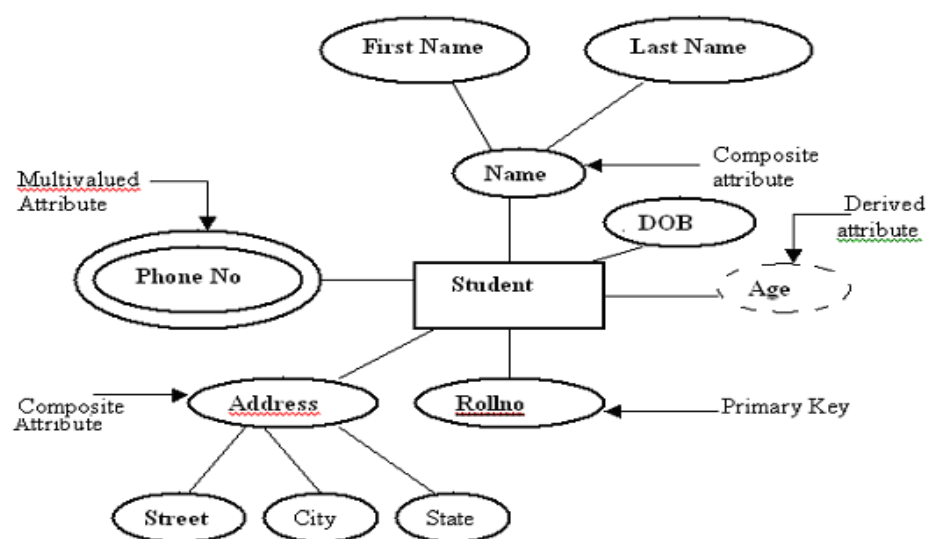 First Name
Last Name
Name
Composite
attribute
Multivalued
Attribute
DOB
Derived
attribute
Phone No
Student
Age
Composite
Attribute
Address
Rollno
Primary Key
Street
City
State